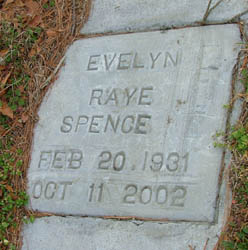 EVELYN
RAYE
SPENCE
FEB 20.1931
OCT 11 2002